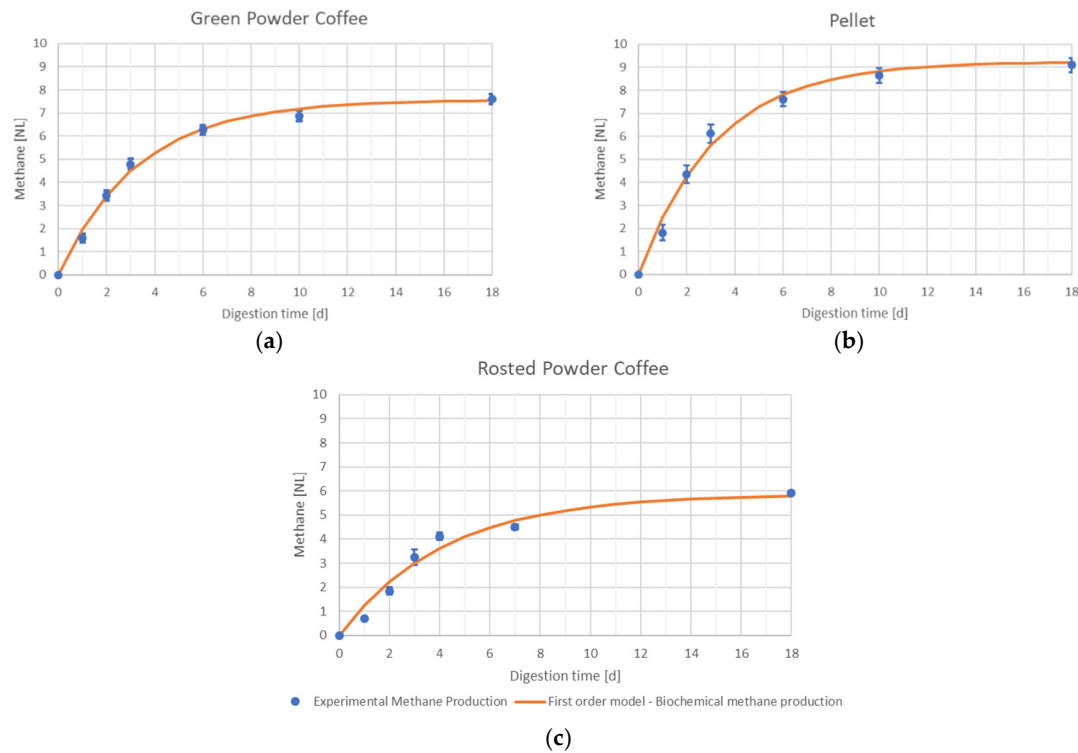 Green Powder Coffee
10
9
8
7
6
5
4
3
2
1
0
Methane [NL]
0 2 4 6 8 10 12 14 16 18
Digestion time [d]
(a)
Pellet
10
9
8
7
6
5
4
3
2
1
0
Methane [NL]
0 2 4 6 8 10 12 14 16 18
Digestion time [d]
(b)
Rosted Powder Coffee
10
9
8
7
6
5
4
3
2
1
0
Methane [NL]
0 2 4 6 8 10 12 14 16 18
Digestion time [d]
Experimental Methane Production First order model - Biochemical methane production
(c)